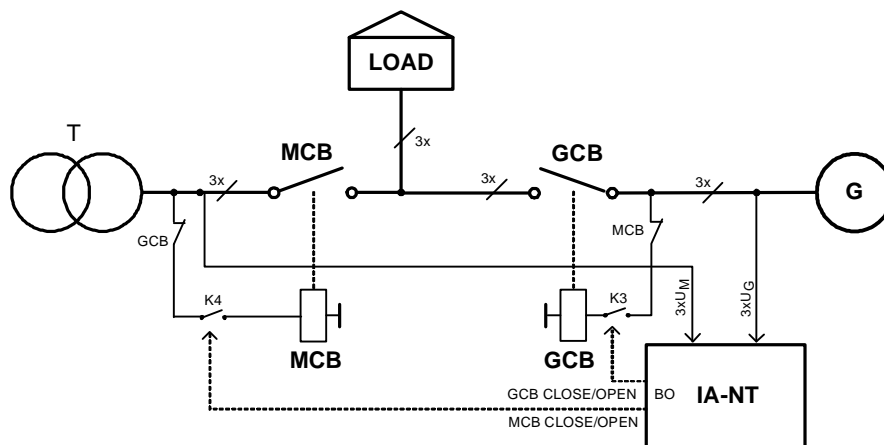 LOAD
T
3x
MCB
GCB
3x
3x
3x
G
GCB
MCB
K4
K3
3xUM
3xUG
MCB
GCB
GCB CLOSE/OPEN
BO
IA-NT
MCB CLOSE/OPEN